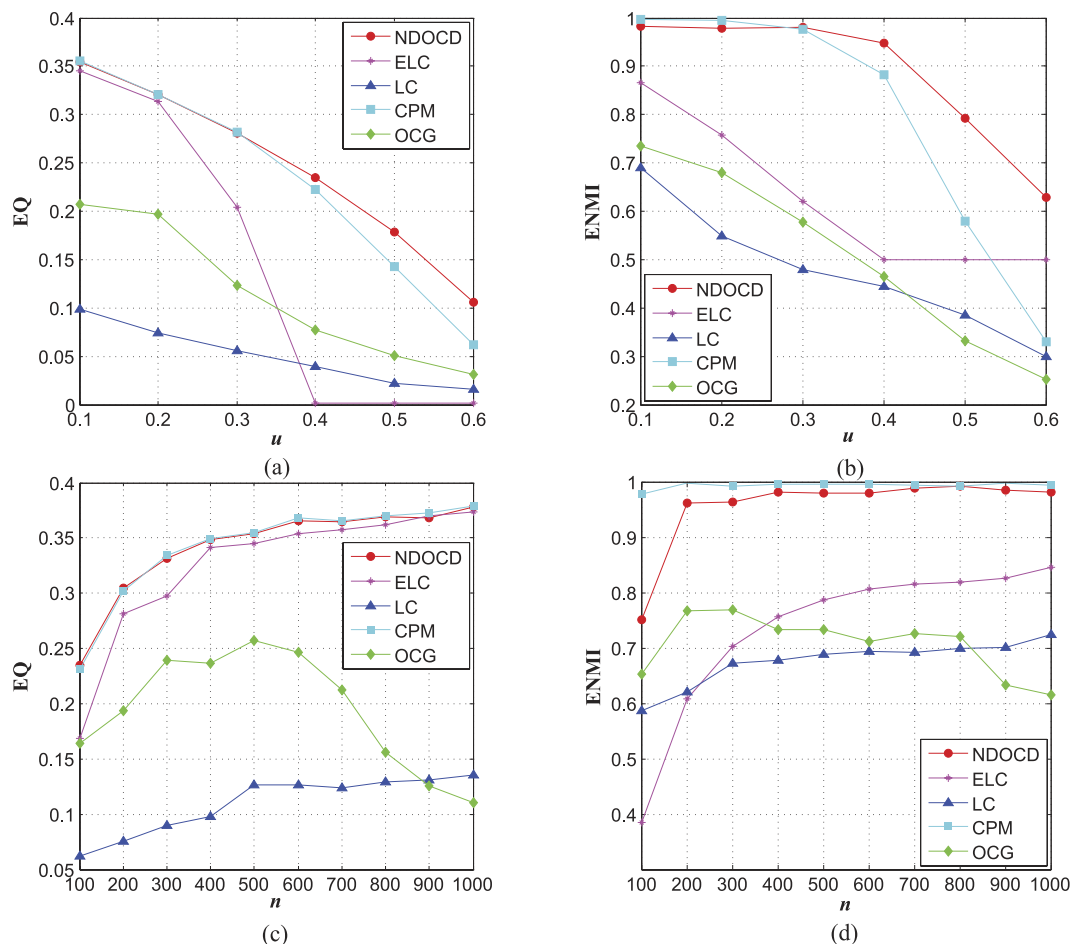 0.4
0.35
0.3
0.25
0.2
0.15
0.1
0.05
0
EQ
0.1 0.2 0.3 0.4 0.5 0.6
u
NDOCD
ELC
LC
CPM
OCG
(a)
1
0.9
1
0.7
0.6
0.5
0.4
0.3
0.2
ENMI
0.1 0.2 0.3 0.4 0.5 0.6
u
NDOCD
ELC
LC
CPM
OCG
(b)
0.4
0.35
0.3
0.25
0.2
0.15
0.1
0.05
EQ
100 200 300 400 500 600 700 800 900 1000
n
NDOCD
ELC
LC
CPM
OCG
(c)
1
0.9
0.8
0.7
0.6
0.5
0.4
ENMI
100 200 300 400 500 600 700 800 900 1000
n
NDOCD
ELC
LC
CPM
OCG
(d)